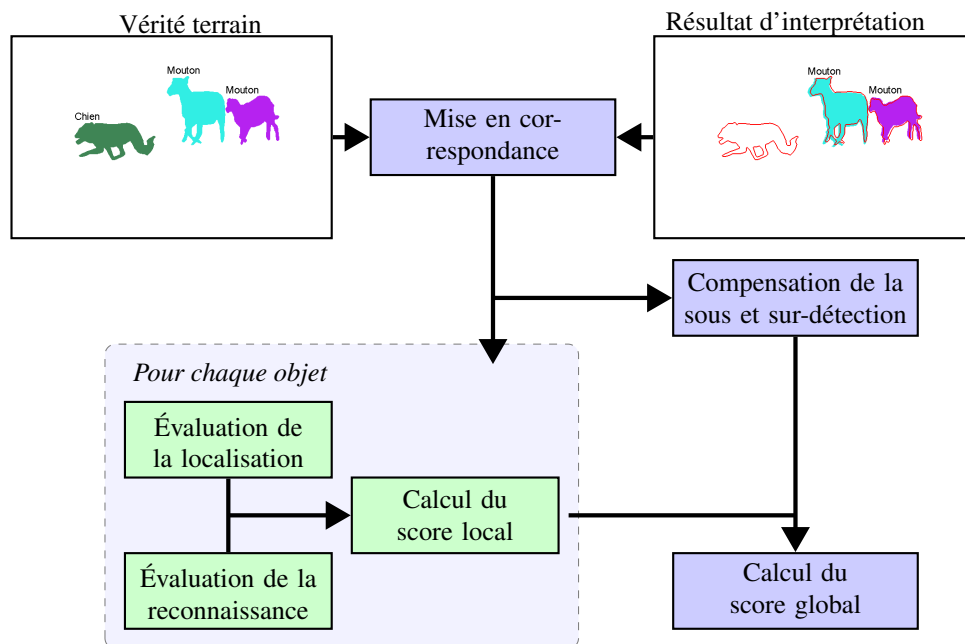 Vérité terrain
Résultat d'interprétation
Mouton
Mouton
Chien
Mouton
Mouton
Mise en cor-
respondance
Compensation de la
sous et sur-détection
Pour chaque objet
Évaluation de
la localisation
Calcul du
score local
Évaluation de la
reconnaissance
Calcul du
score global